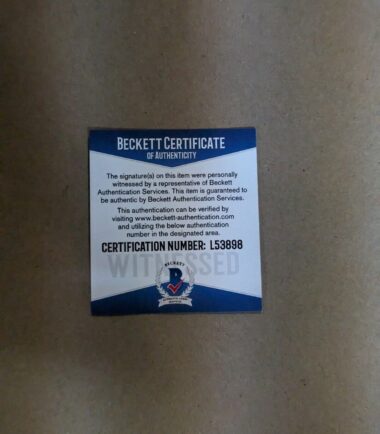 BECKETT CERTIFICATE
OF AUTHENTICITY
The signature(s) on this item were personally
witnessed by a representative of Beckett
Authentication Services. This item is guaranteed to
be authentic by Beckett Authentication Services.
This authentication can be verified by
visiting www.beckett-authentication.com
and utilizing the below authentication
number in the designated area.
CERTIFICATION NUMBER: L53898
WITNESSED
BECKETT
B